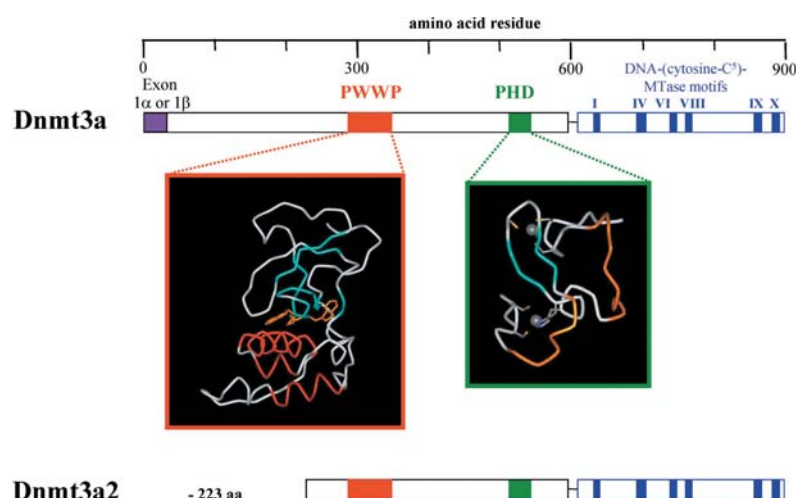 amino acid residue
0 300 600 900
Exon
1α or 1β
PWWP
PHD
DNA-(cytosine-C⁵)-
MTase motifs
I IV VI VIII IX X
Dnmt3a
Dnmt3a2
- 223 aa